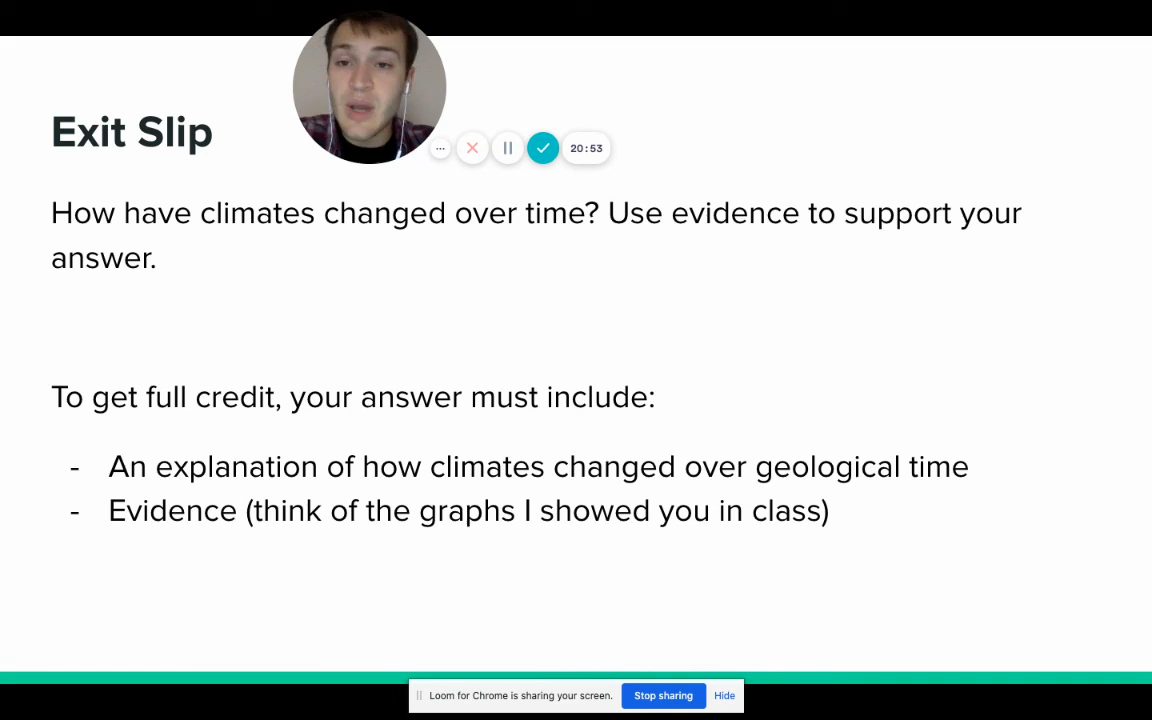 Exit Slip
20:53
How have climates changed over time? Use evidence to support your
answer.
To get full credit, your answer must include:
- An explanation of how climates changed over geological time
- Evidence (think of the graphs I showed you in class)
Loom for Chrome is sharing your screen. Stop sharing Hide